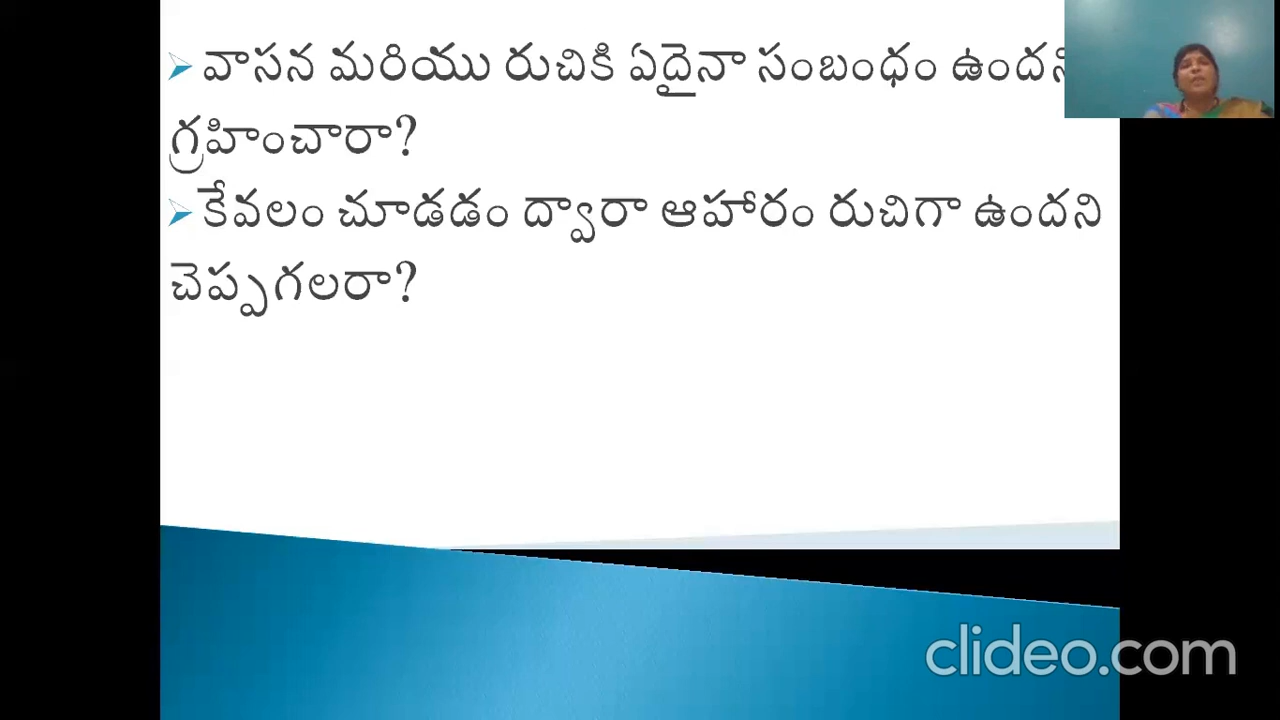 వాసన మరియు రుచికి ఏదైనా సంబంధం ఉందని
గ్రహించారా?
కేవలం చూడడం ద్వారా ఆహారం రుచిగా ఉందని
చెప్పగలరా?
clideo.com